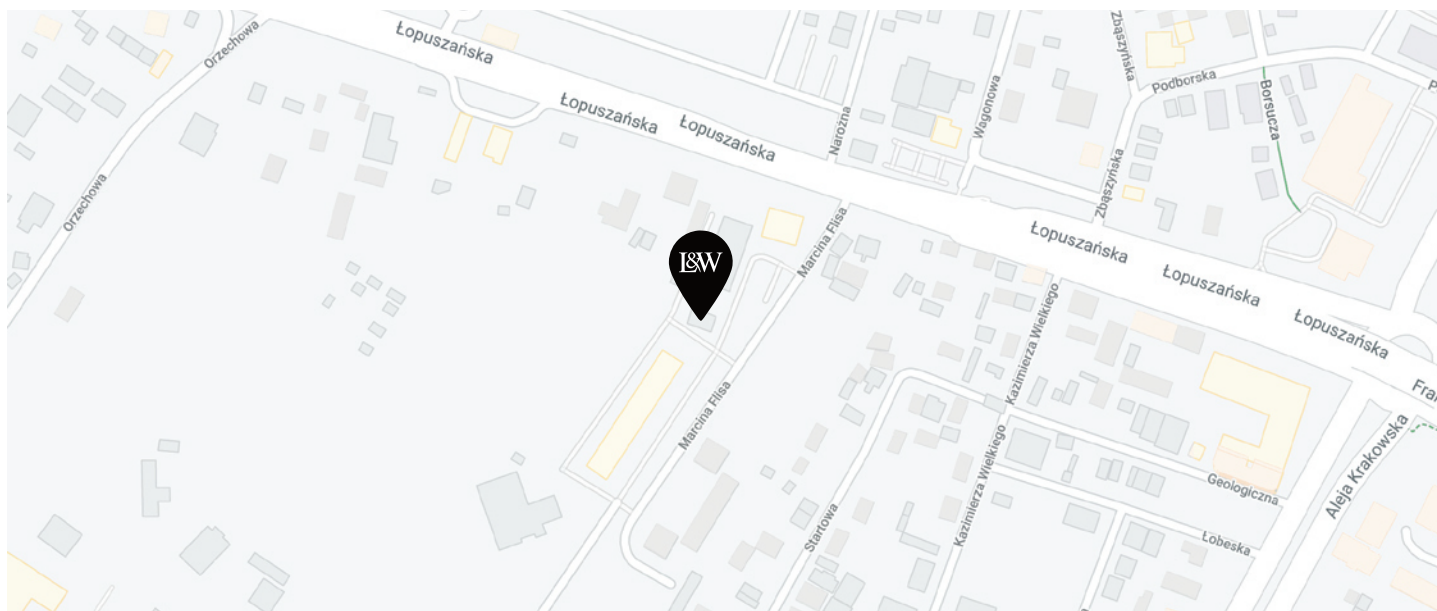 Orzechowa
Łopuszańska
Zbąszyńska
Podborska
P
Borsucza
Wagonowa
Narożna
Łopuszańska
Łopuszańska
Orzechowa
Zbąszyńska
Marcina Flisa
L&W
Łopuszańska
Łopuszańska
Łopuszańska
Kazimierza Wielkiego
Fra
Marcina Flisa
Kazimierza Wielkiego
Aleja Krakowska
Geologiczna
Startowa
Łobeska